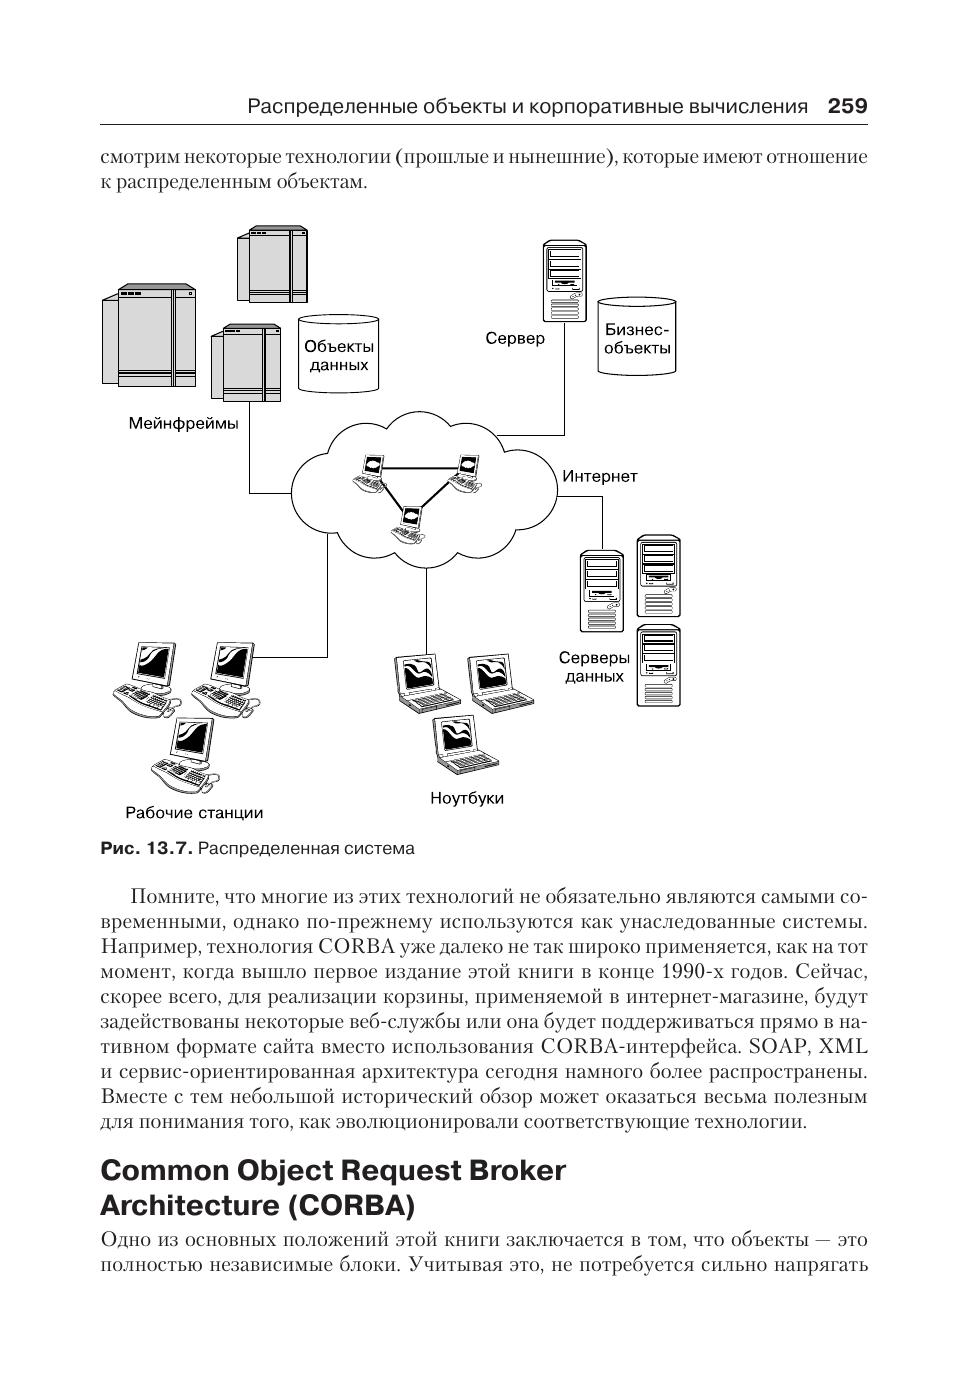 Распределенные объекты и корпоративные вычисления 259
смотрим некоторые технологии (прошлые и нынешние), которые имеют отношение
к распределенным объектам.
Объекты
данных
Мейнфреймы
Сервер
Бизнес-
объекты
Интернет
Серверы
данных
Рабочие станции
Ноутбуки
Рис. 13.7. Распределенная система
Помните, что многие из этих технологий не обязательно являются самыми со-
временными, однако по-прежнему используются как унаследованные системы.
Например, технология CORBA уже далеко не так широко применяется, как на тот
момент, когда вышло первое издание этой книги в конце 1990-х годов. Сейчас,
скорее всего, для реализации корзины, применяемой в интернет-магазине, будут
задействованы некоторые веб-службы или она будет поддерживаться прямо в на-
тивном формате сайта вместо использования CORBA-интерфейса. SOAP, XML
и сервис-ориентированная архитектура сегодня намного более распространены.
Вместе с тем небольшой исторический обзор может оказаться весьма полезным
для понимания того, как эволюционировали соответствующие технологии.
Common Object Request Broker
Architecture (CORBA)
Одно из основных положений этой книги заключается в том, что объекты — это
полностью независимые блоки. Учитывая это, не потребуется сильно напрягать